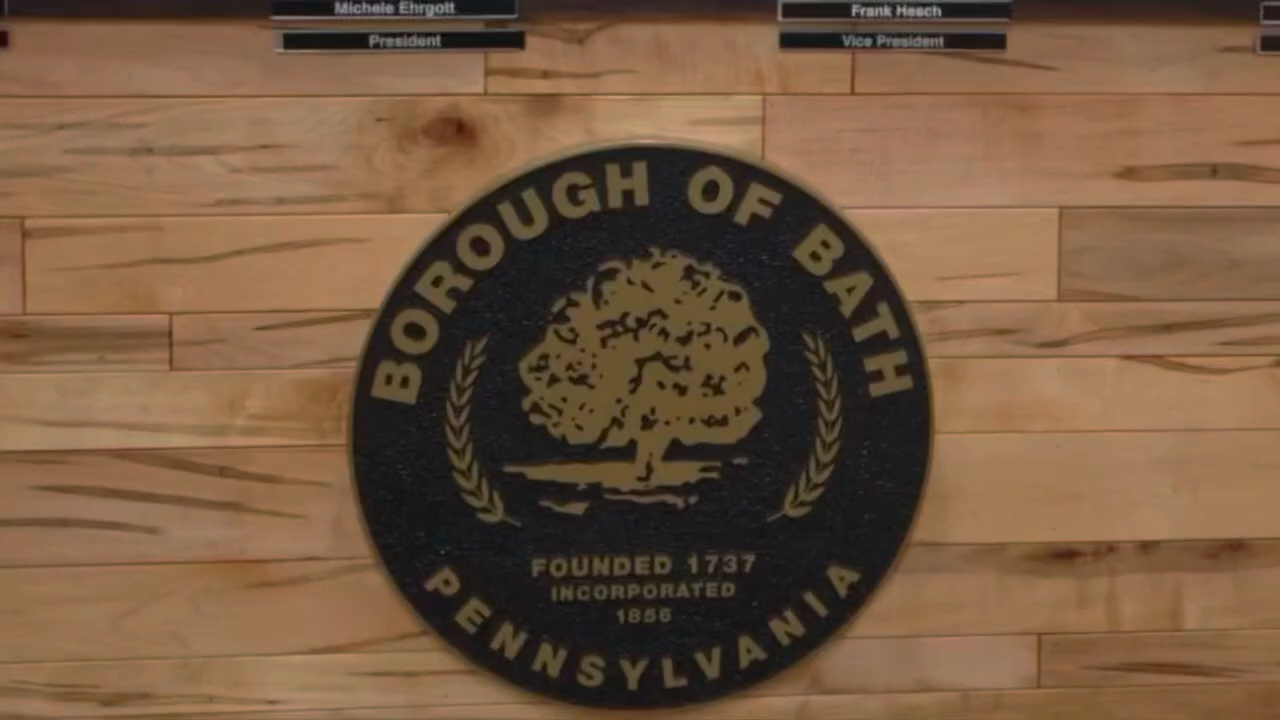 Michele Ehrgott
President
Frank Hesch
Vice President
BOROUGH OF BATH
FOUNDED 1737
INCORPORATED
1856
PENNSYLVANIA